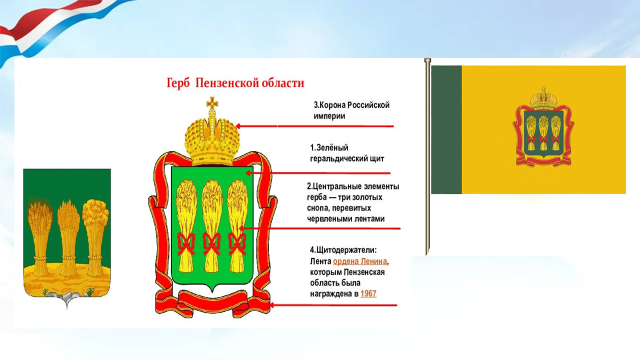 Герб Пензенской области
3.Корона Российской
империи
1.Зелёный
геральдический щит
2.Центральные элементы
герба — три золотых
снопа, перевитых
червлеными лентами
4.Щитодержатели:
Лента ордена Ленина,
которым Пензенская
область была
награждена в 1967